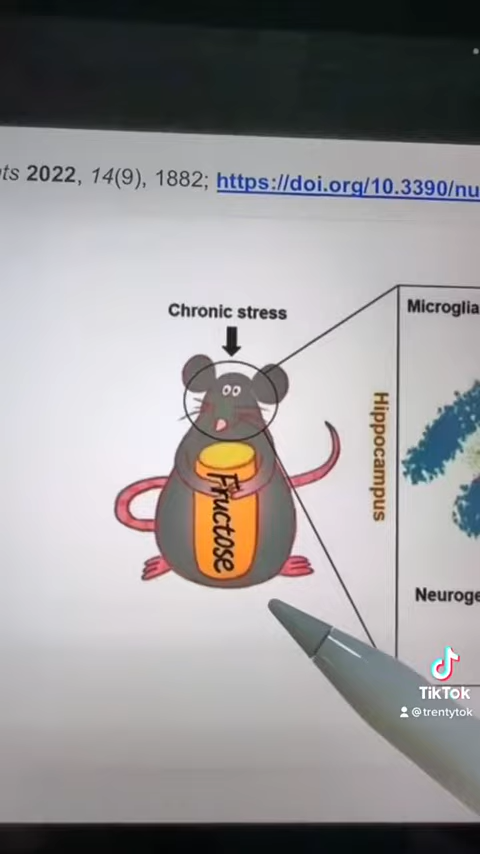 ts 2022, 14(9), 1882; https://doi.org/10.3390/nu
Chronic stress
Microglia
Hippocampus
Fructose
Neuroge
TikTok
@trentytok